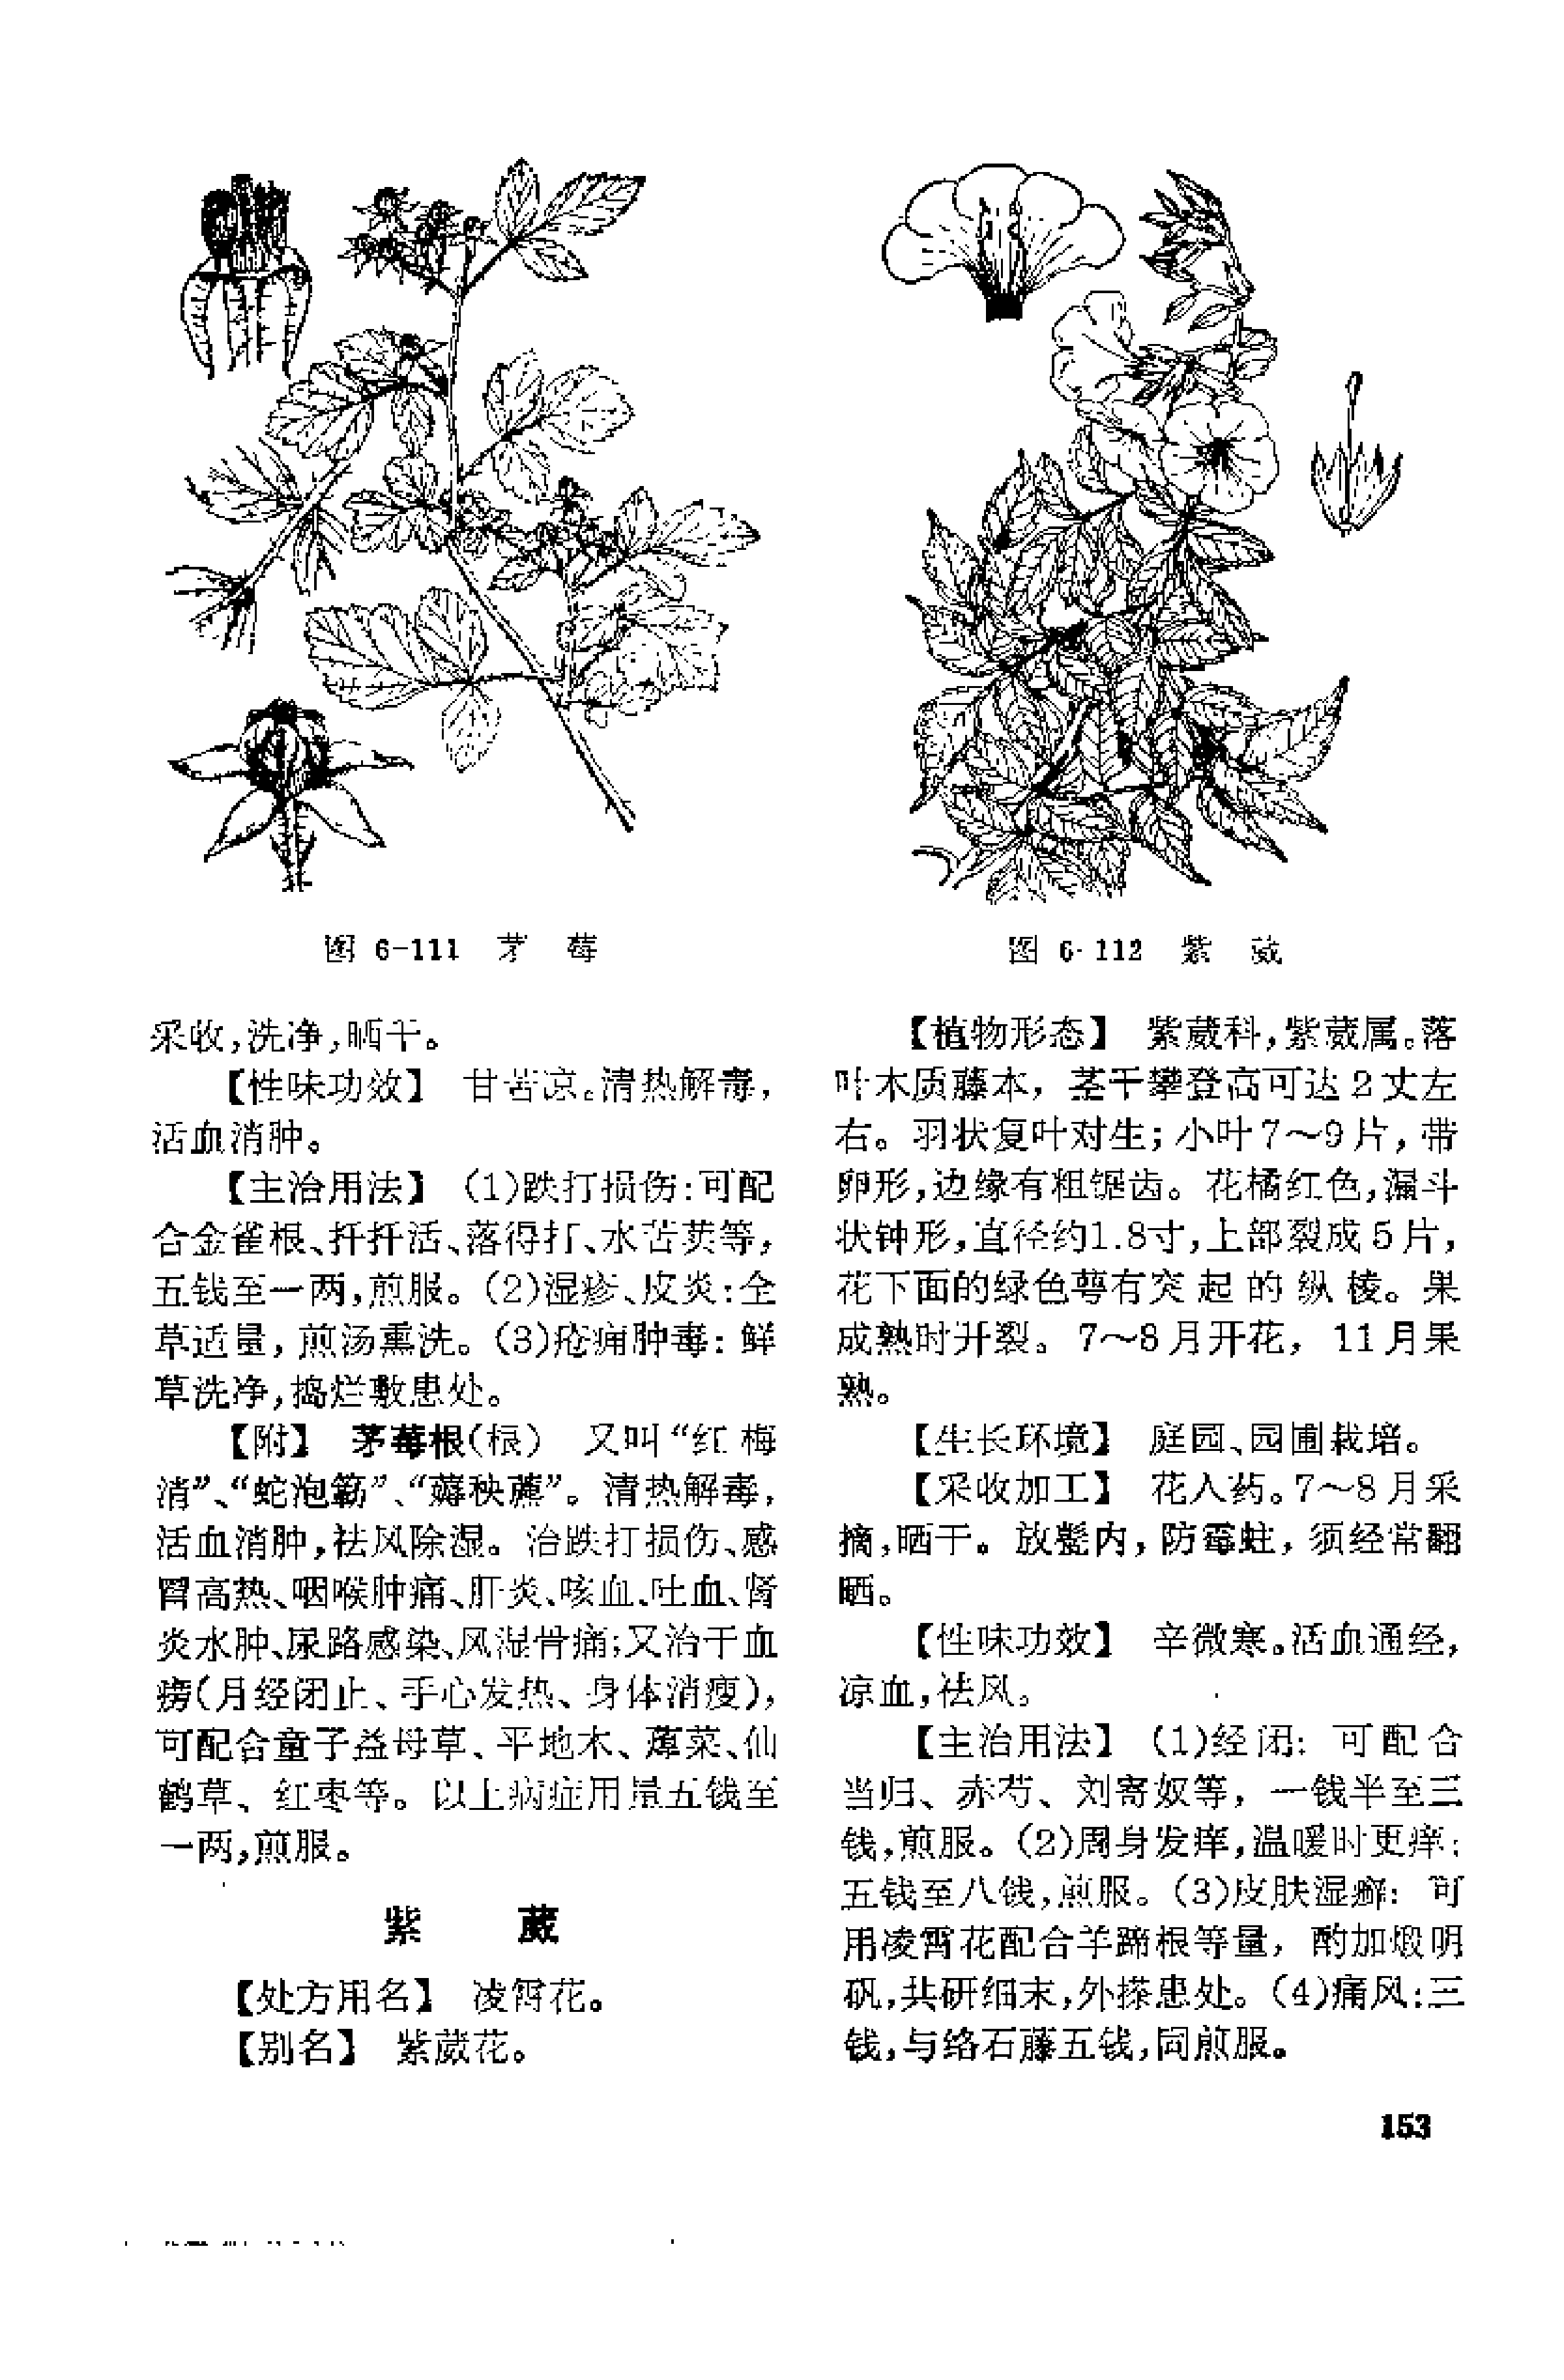 图 6-111 茅 莓
采收,洗净,晒干。
【性味功效】 甘苦凉。清热解毒,
活血消肿。
【主治用法】 (1)跌打损伤:可配
合金雀根、扦扦活、落得打、水苦荬等,
五钱至一两,煎服。(2)湿疹、皮炎:全
草适量,煎汤熏洗。(3)疮痈肿毒:鲜
草洗净,捣烂敷患处。
【附】 茅莓根(根) 又叫“红梅
消”、“蛇泡簕”、“薅秧藨”。清热解毒,
活血消肿,祛风除湿。治跌打损伤、感
冒高热、咽喉肿痛、肝炎、咳血、吐血、肾
炎水肿、尿路感染、风湿骨痛;又治干血
痨(月经闭止、手心发热、身体消瘦),
可配合童子益母草、平地木、蔊菜、仙
鹤草、红枣等。以上病症用量五钱至
一两,煎服。
紫 葳
【处方用名】 凌霄花。
【别名】 紫葳花。
图 6-112 紫 葳
【植物形态】 紫葳科,紫葳属。落
叶木质藤本,茎干攀登高可达2丈左
右。羽状复叶对生;小叶7～9片,带
卵形,边缘有粗锯齿。花橘红色,漏斗
状钟形,直径约1.8寸,上部裂成5片,
花下面的绿色萼有突起的纵棱。果
成熟时开裂。7～8月开花,11月果
熟。
【生长环境】 庭园、园圃栽培。
【采收加工】 花入药。7～8月采
摘,晒干。放甏内,防霉蛀,须经常翻
晒。
【性味功效】 辛微寒。活血通经,
凉血,祛风。
【主治用法】 (1)经闭:可配合
当归、赤芍、刘寄奴等,一钱半至三
钱,煎服。(2)周身发痒,温暖时更痒:
五钱至八钱,煎服。(3)皮肤湿癣:可
用凌霄花配合羊蹄根等量,酌加煅明
矾,共研细末,外搽患处。(4)痛风:三
钱,与络石藤五钱,同煎服。
153